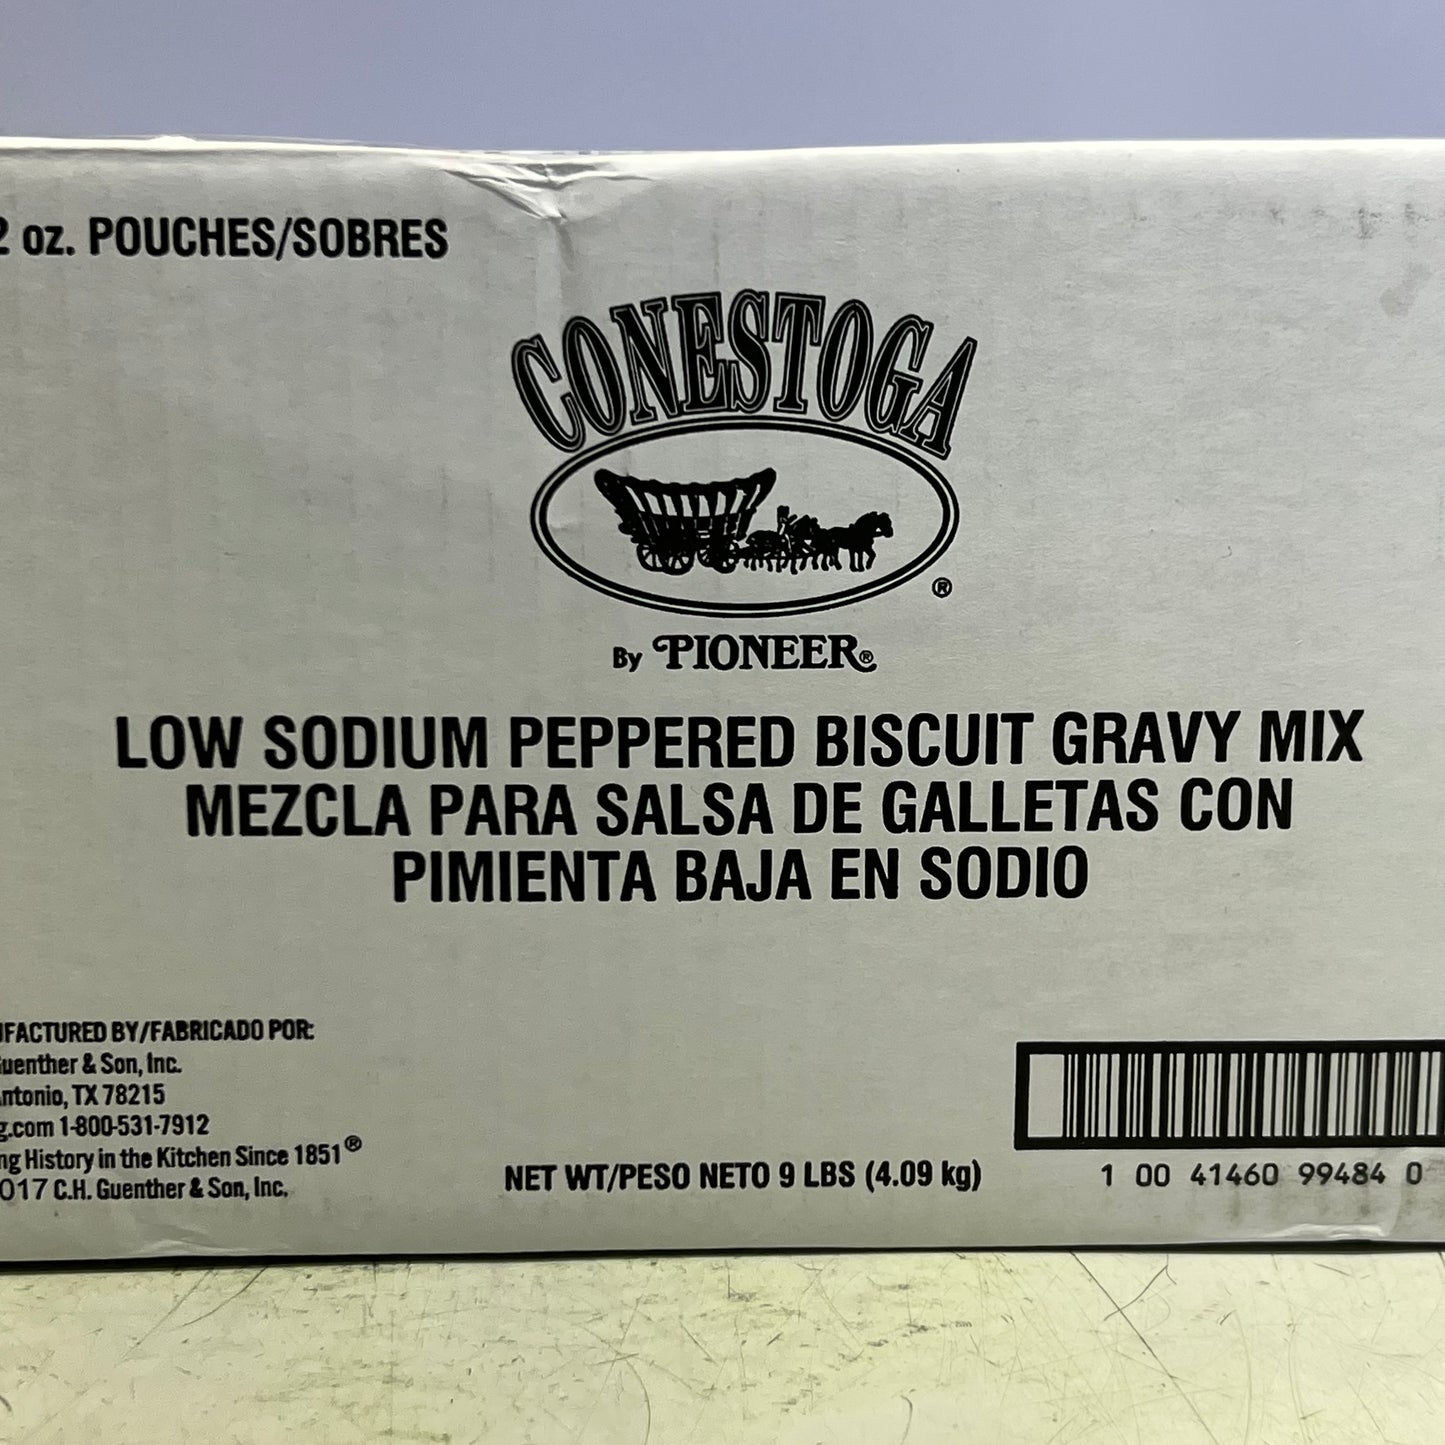 2 oz. POUCHES/SOBRES
CONESTOGA
®
By PIONEER®
LOW SODIUM PEPPERED BISCUIT GRAVY MIX
MEZCLA PARA SALSA DE GALLETAS CON
PIMIENTA BAJA EN SODIO
UFACTURED BY/FABRICADO POR:
Guenther & Son, Inc.
Antonio, TX 78215
g.com 1-800-531-7912
ng History in the Kitchen Since 1851®
017 C.H. Guenther & Son, Inc.
NET WT/PESO NETO 9 LBS (4.09 kg)
1 00 41460 99484 0